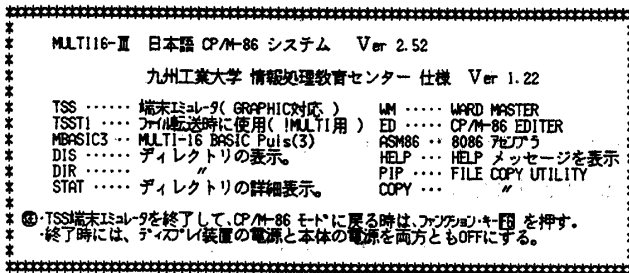 MULTI16-Ⅲ 日本語 CP/M-86 システム Ver 2.52
九州工業大学 情報処理教育センター 仕様 Ver 1.22
TSS ······ 端末エミュレータ( GRAPHIC対応 ) WM ····· WARD MASTER
TSST1 ···· ファイル転送時に使用( !MULTI用 ) ED ····· CP/M-86 EDITER
MBASIC3 ·· MULTI-16 BASIC Puls(3) ASM86 ·· 8086 アセンブラ
DIS ······ ディレクトリの表示。 HELP ··· HELP メッセージを表示
DIR ······ 〃 PIP ···· FILE COPY UTILITY
STAT ····· ディレクトリの詳細表示。 COPY ··· 〃
㊟·TSS端末エミュレータを終了して、CP/M-86 モードに戻る時は、ファンクション·キー を押す。
·終了時には、ディスプレイ装置の電源と本体の電源を両方ともOFFにする。